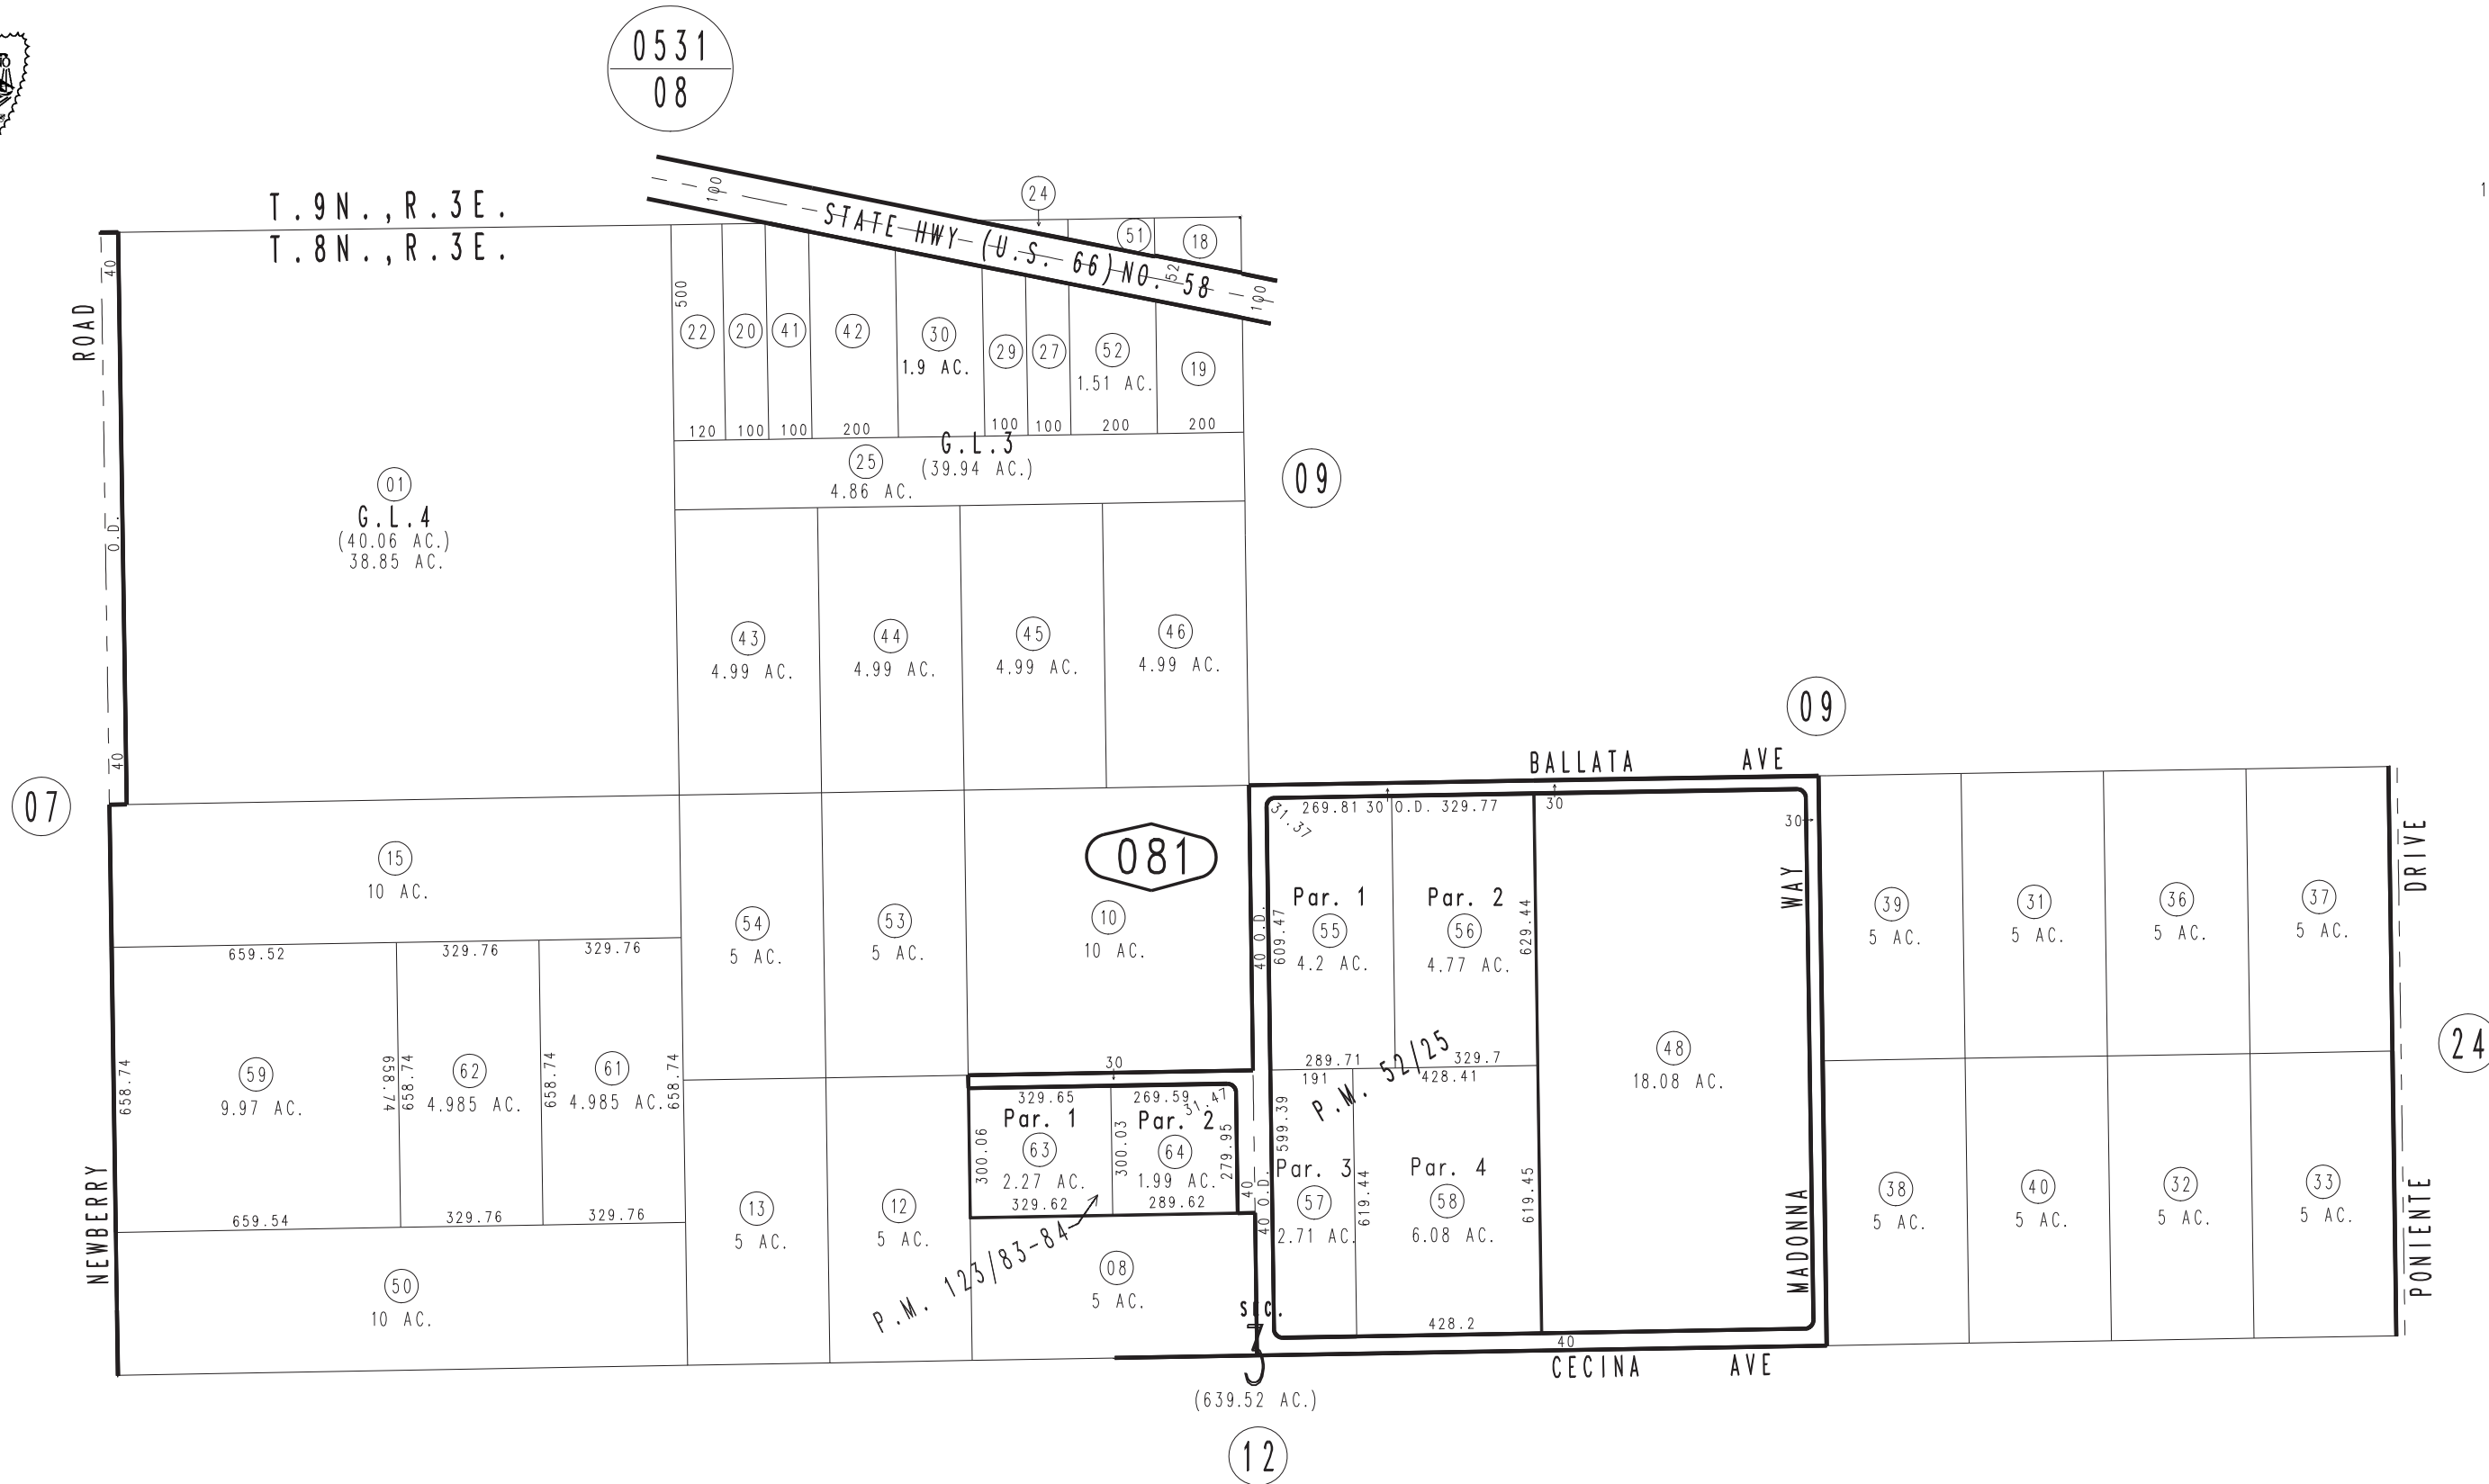 0531
08
T.9N.,R.3E.
T.8N.,R.3E.
100
STATE HWY (U.S. 66) NO. 58
100
24
51
18
52
40
ROAD
O.D.
40
500
22
20
41
42
30
1.9 AC.
29
27
52
1.51 AC.
19
120
100
100
200
100
100
200
200
G.L.3
(39.94 AC.)
25
4.86 AC.
09
01
G.L.4
(40.06 AC.)
38.85 AC.
43
4.99 AC.
44
4.99 AC.
45
4.99 AC.
46
4.99 AC.
09
07
BALLATA AVE
15
10 AC.
54
5 AC.
53
5 AC.
081
10
10 AC.
31.37
269.81
30
O.D.
329.77
30
30
WAY
MADONNA
40 O.D.
609.47
Par. 1
55
4.2 AC.
Par. 2
56
4.77 AC.
629.44
289.71
329.7
191
428.41
P.M. 52/25
48
18.08 AC.
39
5 AC.
31
5 AC.
36
5 AC.
37
5 AC.
DRIVE
PONIENTE
24
659.52
329.76
329.76
658.74
59
9.97 AC.
658.74
658.74
62
4.985 AC.
658.74
61
4.985 AC.
658.74
659.54
329.76
329.76
NEWBERRY
50
10 AC.
13
5 AC.
12
5 AC.
30
329.65
269.59
31.47
Par. 1
63
2.27 AC.
300.06
329.62
300.03
Par. 2
64
1.99 AC.
279.95
289.62
40
40 O.D.
P.M. 123/83-84
08
5 AC.
599.39
Par. 3
57
2.71 AC.
619.44
Par. 4
58
6.08 AC.
619.45
428.2
40
38
5 AC.
40
5 AC.
32
5 AC.
33
5 AC.
CECINA AVE
(639.52 AC.)
12
1